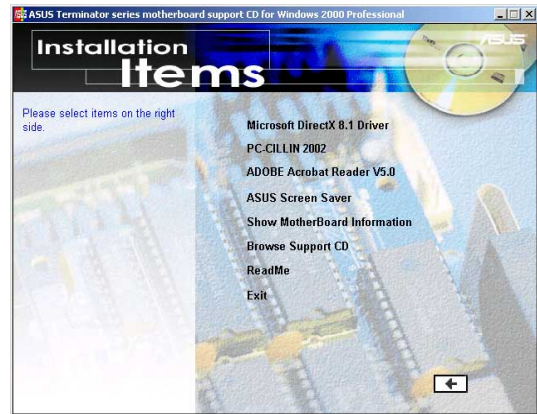 ASUS Terminator series motherboard support CD for Windows 2000 Professional
Installation
Items
ASUS
Please select items on the right
side.
Microsoft DirectX 8.1 Driver
PC-CILLIN 2002
ADOBE Acrobat Reader V5.0
ASUS Screen Saver
Show MotherBoard Information
Browse Support CD
ReadMe
Exit